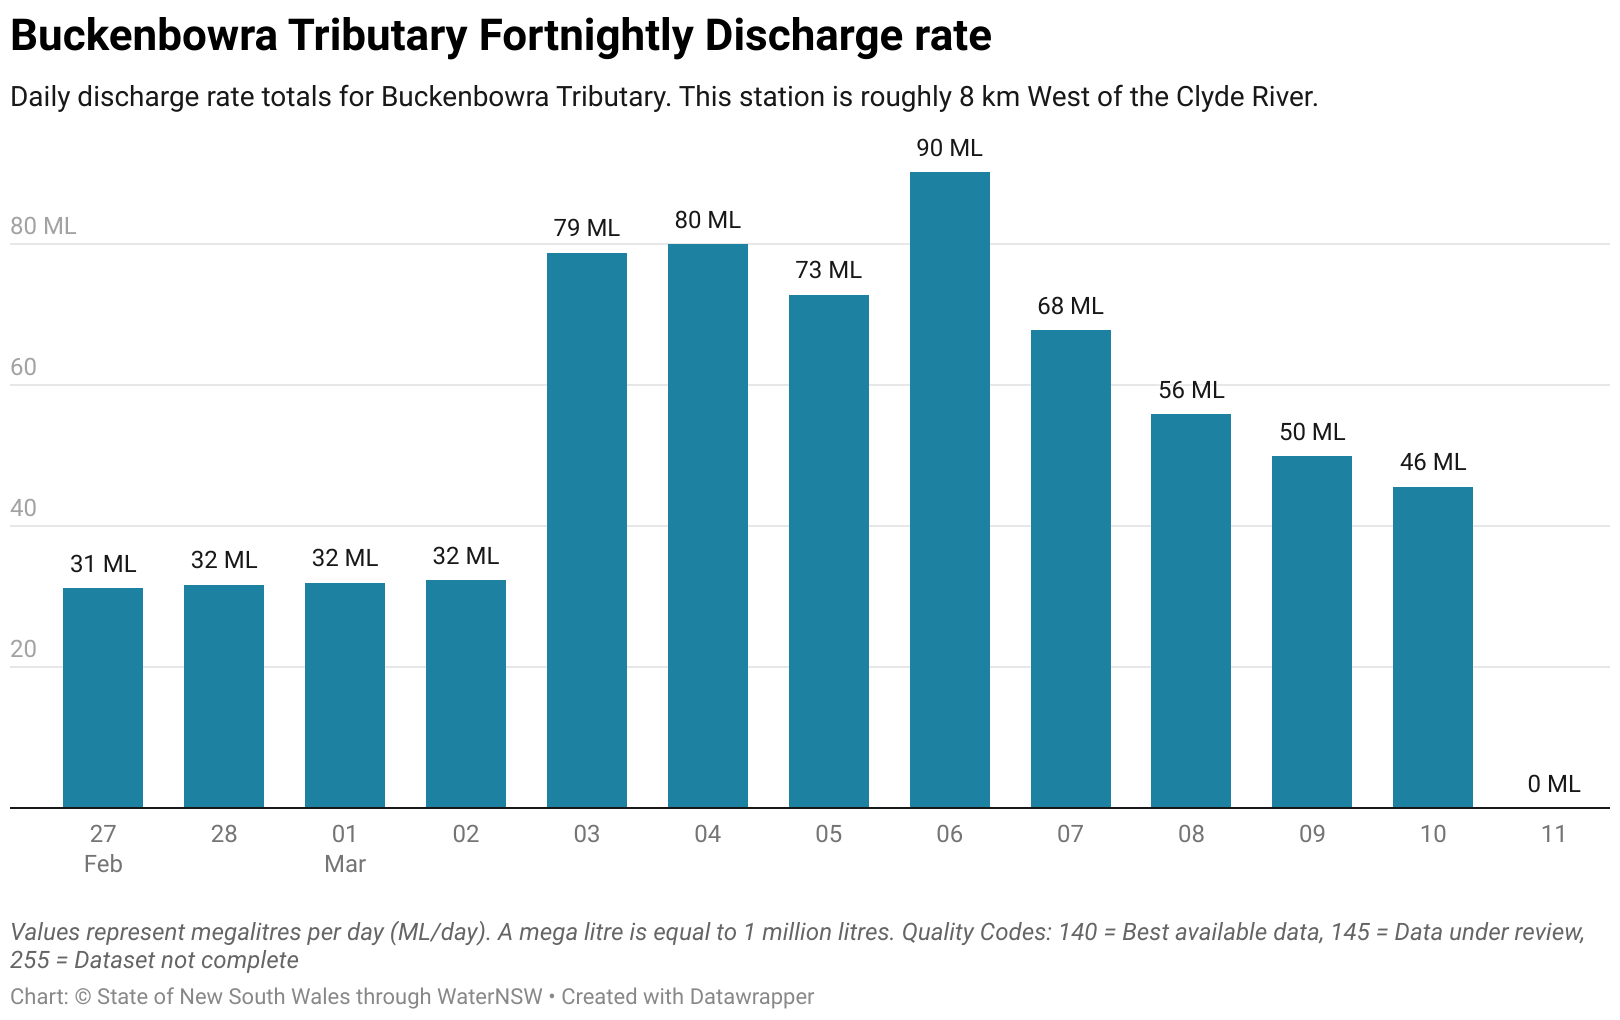 Buckenbowra Tributary Fortnightly Discharge rate
Daily discharge rate totals for Buckenbowra Tributary. This station is roughly 8 km West of the Clyde River.
90 ML
80 ML
79 ML
80 ML
73 ML
68 ML
60
56 ML
50 ML
46 ML
40
31 ML
32 ML
32 ML
32 ML
20
0 ML
27
28
01
02
03
04
05
06
07
08
09
10
11
Feb
Mar
Values represent megalitres per day (ML/day). A mega litre is equal to 1 million litres. Quality Codes: 140 = Best available data, 145 = Data under review,
255 = Dataset not complete
Chart: © State of New South Wales through WaterNSW • Created with Datawrapper